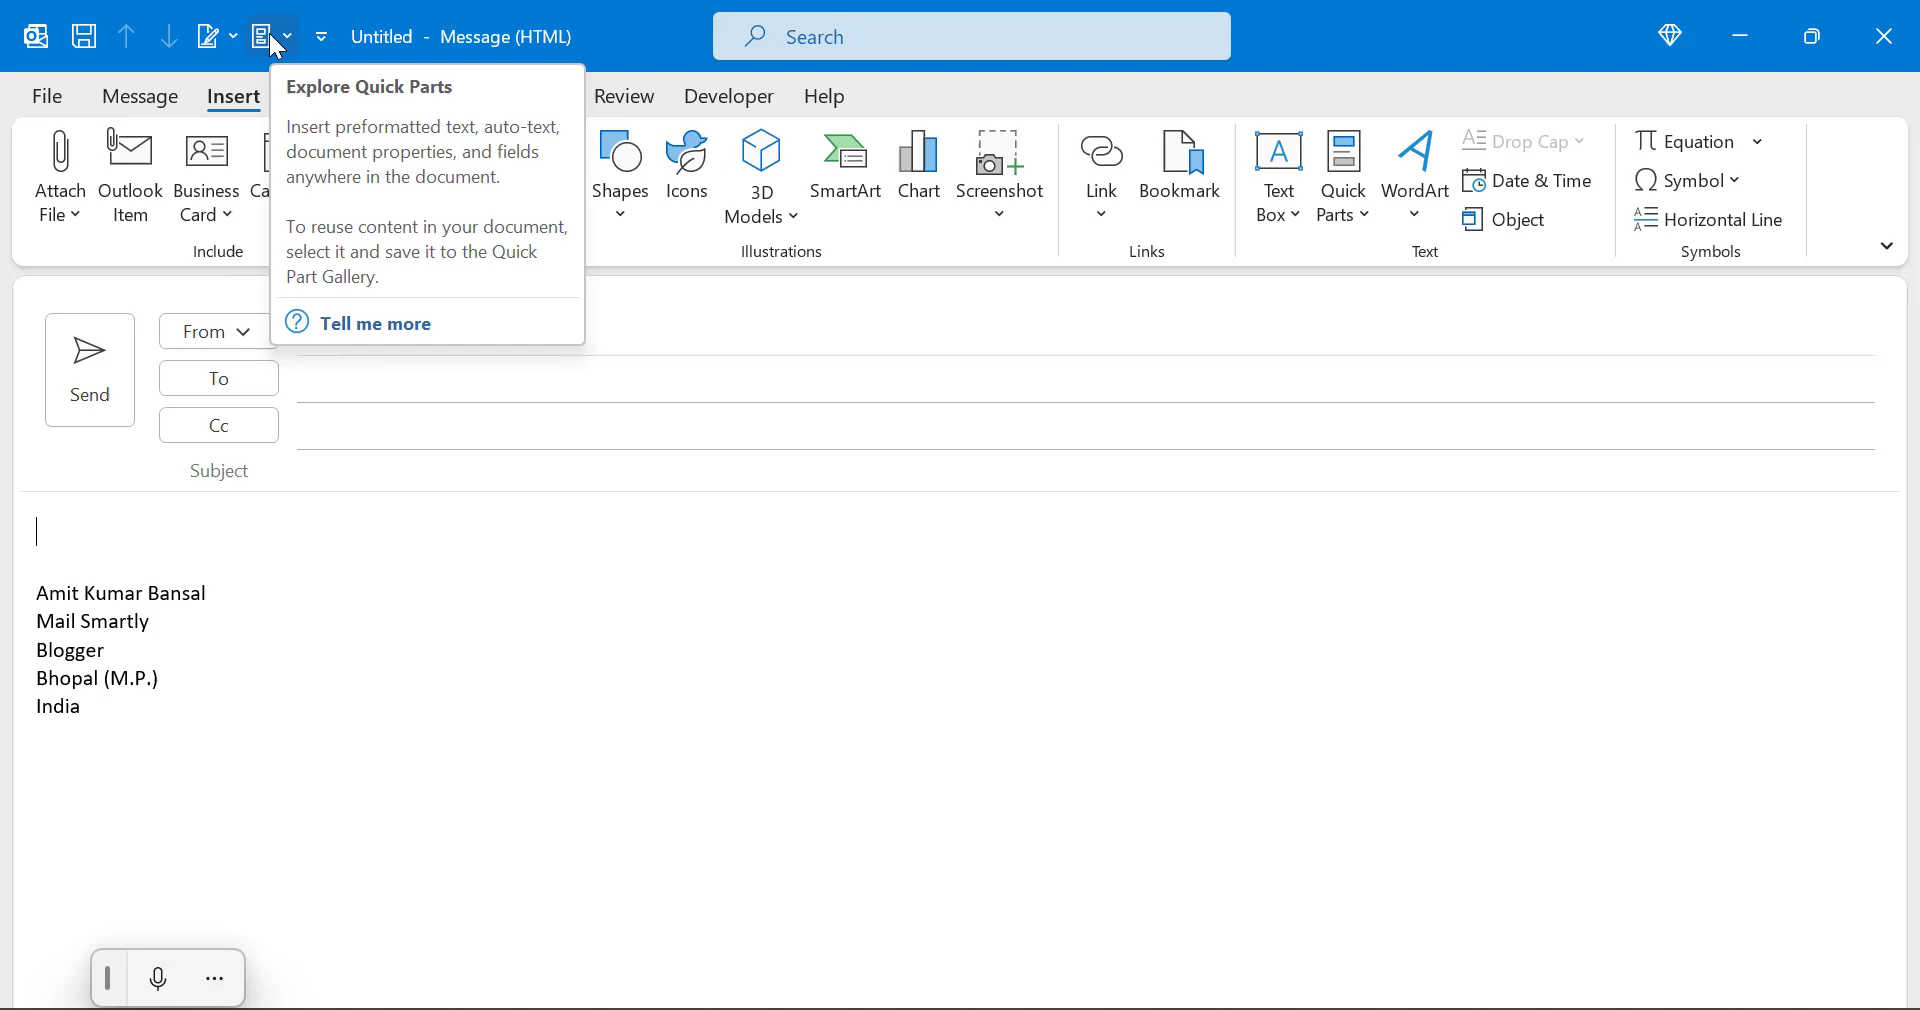 Untitled - Message (HTML)
Search
File Message Insert Review Developer Help
Explore Quick Parts
Insert preformatted text, auto-text,
document properties, and fields
anywhere in the document.
To reuse content in your document,
select it and save it to the Quick
Part Gallery.
Tell me more
Attach
File
Outlook
Item
Business
Card
Ca
Include
Shapes
Icons
3D
Models
SmartArt
Chart
Screenshot
Illustrations
Link
Bookmark
Links
Text
Box
Quick
Parts
WordArt
Drop Cap
Date & Time
Object
Text
Equation
Symbol
Horizontal Line
Symbols
Send
From
To
Cc
Subject
Amit Kumar Bansal
Mail Smartly
Blogger
Bhopal (M.P.)
India